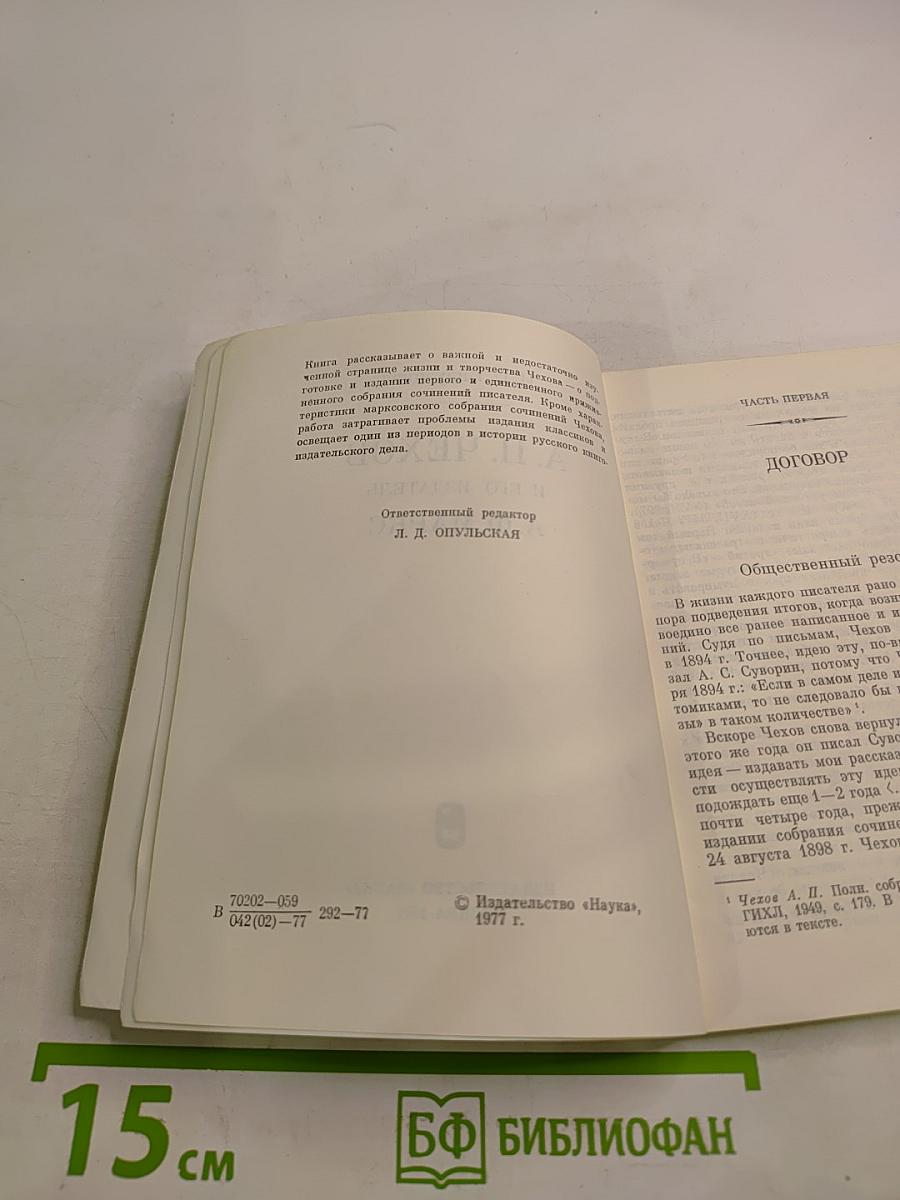 Книга рассказывает о важной и недостаточно изу-
ченной странице жизни и творчества Чехова — о под-
готовке и издании первого и единственного прижиз-
ненного собрания сочинений писателя. Кроме харак-
теристики марксовского собрания сочинений Чехова,
работа затрагивает проблемы издания классиков и
освещает один из периодов в истории русского книго-
издательского дела.
Ответственный редактор
Л. Д. ОПУЛЬСКАЯ
В 70202—059
042(02)—77 292—77
© Издательство «Наука»,
1977 г.
ЧАСТЬ ПЕРВАЯ
ДОГОВОР
Общественный резо
В жизни каждого писателя рано
пора подведения итогов, когда возни
воедино все ранее написанное и и
ний. Судя по письмам, Чехов
в 1894 г. Точнее, идею эту, по-в
зал А. С. Суворин, потому что Ч
ря 1894 г.: «Если в самом деле и
томиками, то не следовало бы
зы» в таком количестве» ¹.
Вскоре Чехов снова вернул
этого же года он писал Суво
идея — издавать мои расска
сти осуществлять эту иде
подождать еще 1—2 года <.
почти четыре года, преж
издании собрания сочине
24 августа 1898 г. Чехо
¹ Чехов А. П. Полн. собр
ГИХЛ, 1949, с. 179. В
ются в тексте.
15 см
БФ БИБЛИОФАН